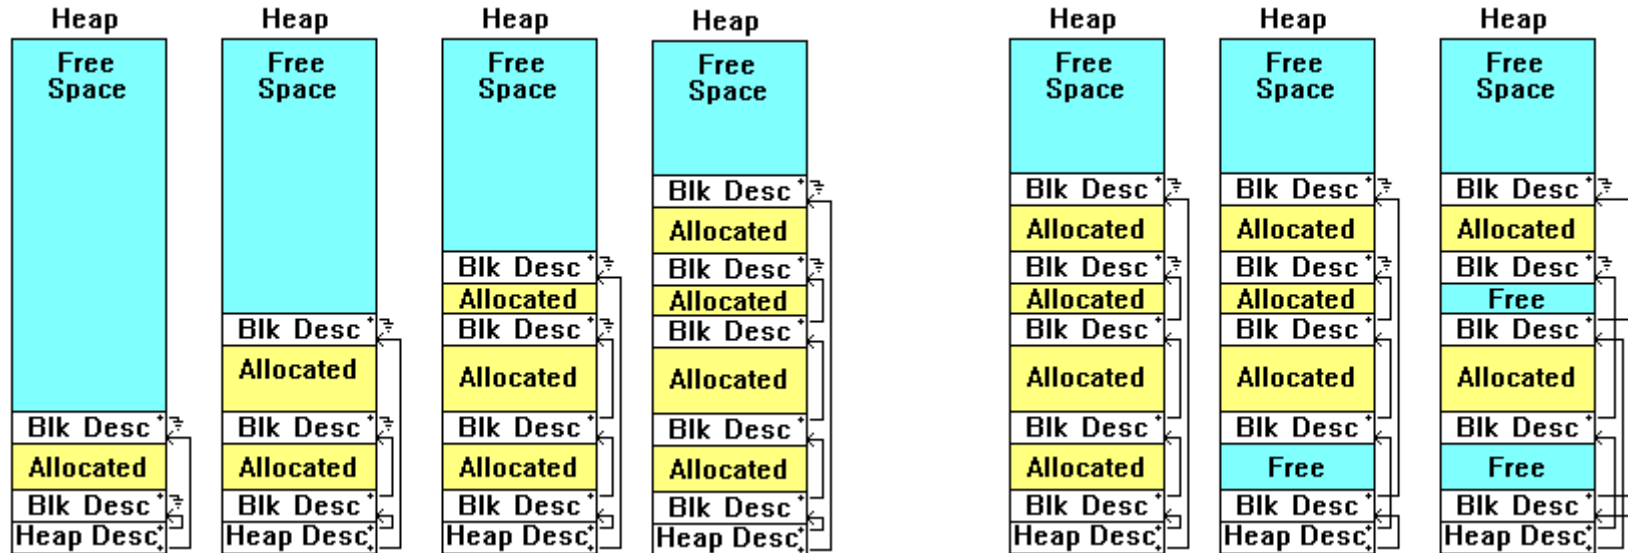 Heap
Free
Space
Blk Desc
Allocated
Blk Desc
Heap Desc
Heap
Free
Space
Blk Desc
Allocated
Blk Desc
Allocated
Blk Desc
Heap Desc
Heap
Free
Space
Blk Desc
Allocated
Blk Desc
Allocated
Blk Desc
Allocated
Blk Desc
Heap Desc
Heap
Free
Space
Blk Desc
Allocated
Blk Desc
Allocated
Blk Desc
Allocated
Blk Desc
Allocated
Blk Desc
Heap Desc
Heap
Free
Space
Blk Desc
Allocated
Blk Desc
Allocated
Blk Desc
Allocated
Blk Desc
Allocated
Blk Desc
Heap Desc
Heap
Free
Space
Blk Desc
Allocated
Blk Desc
Allocated
Blk Desc
Allocated
Blk Desc
Free
Blk Desc
Heap Desc
Heap
Free
Space
Blk Desc
Allocated
Blk Desc
Free
Blk Desc
Allocated
Blk Desc
Free
Blk Desc
Heap Desc